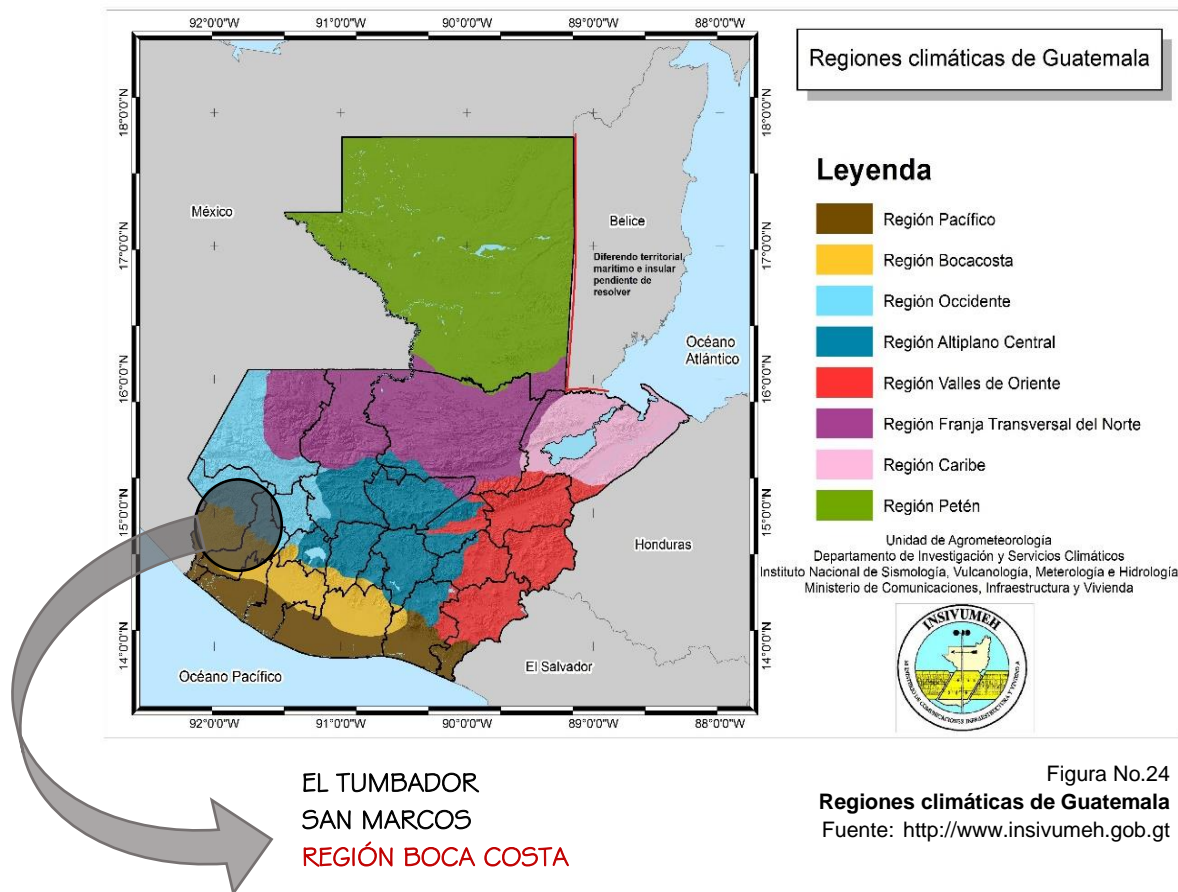 92°0'0"W 91°0'0"W 90°0'0"W 89°0'0"W 88°0'0"W
Regiones climáticas de Guatemala
18°0'0"N 18°0'0"N
17°0'0"N 17°0'0"N
16°0'0"N 16°0'0"N
15°0'0"N 15°0'0"N
14°0'0"N 14°0'0"N
México
Belice
Diferendo territorial,
marítimo e insular
pendiente de
resolver
Océano
Atlántico
Honduras
El Salvador
Océano Pacífico
92°0'0"W 91°0'0"W 90°0'0"W 89°0'0"W 88°0'0"W
Leyenda
Región Pacífico
Región Bocacosta
Región Occidente
Región Altiplano Central
Región Valles de Oriente
Región Franja Transversal del Norte
Región Caribe
Región Petén
Unidad de Agrometeorología
Departamento de Investigación y Servicios Climáticos
Instituto Nacional de Sismología, Vulcanología, Meterología e Hidrología
Ministerio de Comunicaciones, Infraestructura y Vivienda
INSIVUMEH
MINISTERIO DE COMUNICACIONES INFRAESTRUCTURA Y VIVIENDA
EL TUMBADOR
SAN MARCOS
REGIÓN BOCA COSTA
Figura No.24
Regiones climáticas de Guatemala
Fuente: http://www.insivumeh.gob.gt